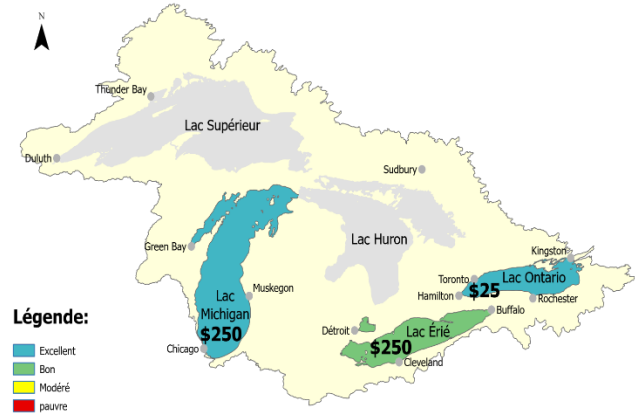 N
Thunder Bay
Lac Supérieur
Duluth
Sudbury
Green Bay
Lac Huron
Kingston
Toronto
Lac Ontario
Hamilton
$25
Rochester
Muskegon
Lac
Michigan
$250
Buffalo
Détroit
Lac Érié
$250
Chicago
Cleveland
Légende:
Excellent
Bon
Modéré
pauvre